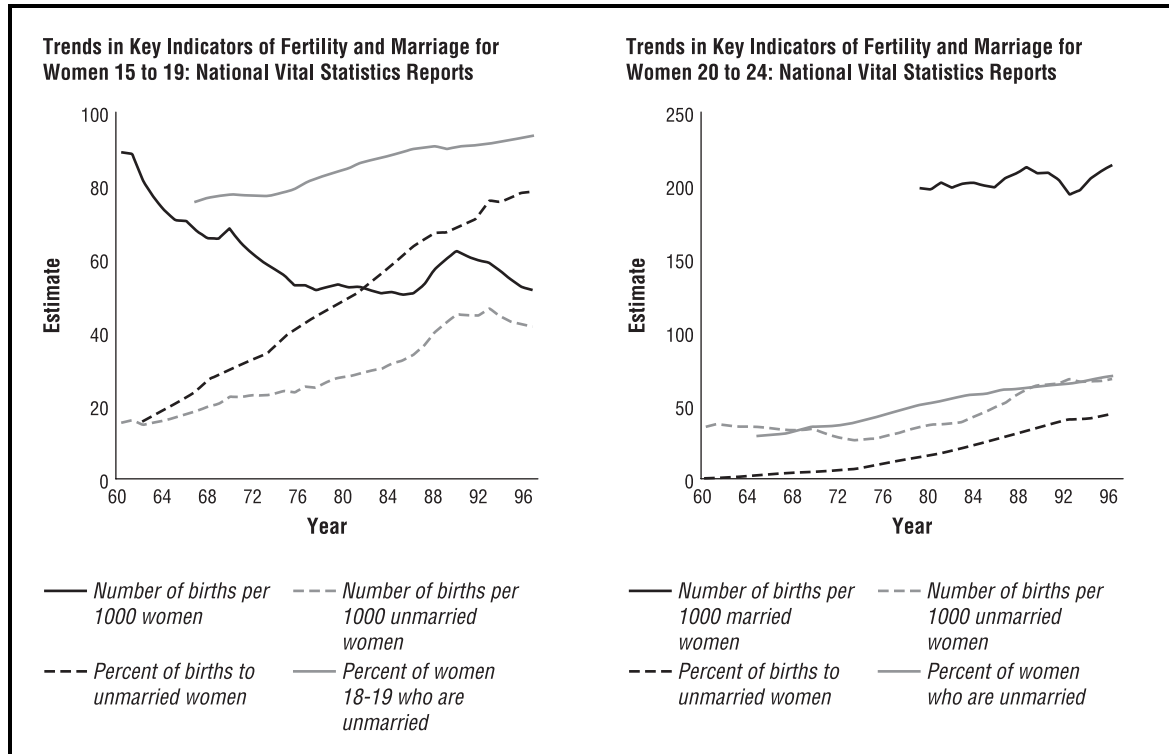 Trends in Key Indicators of Fertility and Marriage for
Women 15 to 19: National Vital Statistics Reports
100
80
60
40
20
0
Estimate
60 64 68 72 76 80 84 88 92 96
Year
Number of births per
1000 women
Number of births per
1000 unmarried
women
Percent of births to
unmarried women
Percent of women
18-19 who are
unmarried
Trends in Key Indicators of Fertility and Marriage for
Women 20 to 24: National Vital Statistics Reports
250
200
150
100
50
0
Estimate
60 64 68 72 76 80 84 88 92 96
Year
Number of births per
1000 married
women
Number of births per
1000 unmarried
women
Percent of births to
unmarried women
Percent of women
who are unmarried